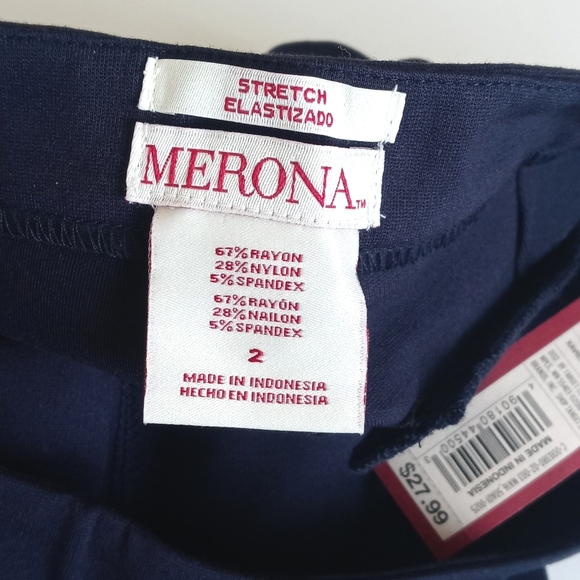 STRETCH
ELASTIZADO
MERONA™
67% RAYON
28% NYLON
5% SPANDEX
67% RAYÓN
28% NAILON
5% SPANDEX
2
MADE IN INDONESIA
HECHO EN INDONESIA
MADE IN INDONESIA
$27.99